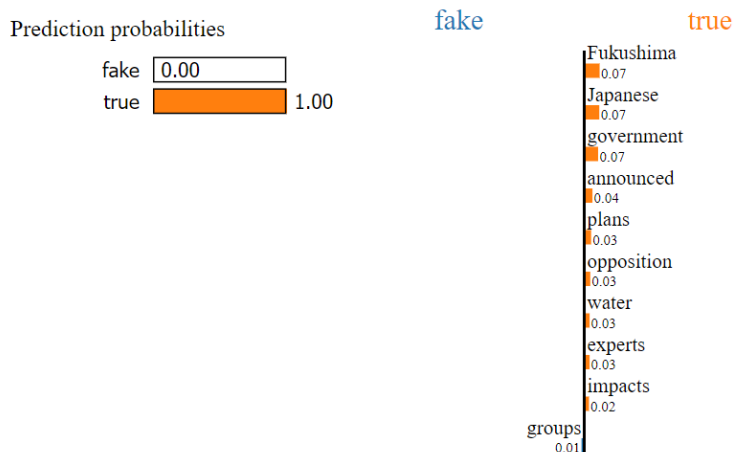 Prediction probabilities
fake 0.00
true 1.00
fake true
Fukushima
0.07
Japanese
0.07
government
0.07
announced
0.04
plans
0.03
opposition
0.03
water
0.03
experts
0.03
impacts
0.02
groups
0.01